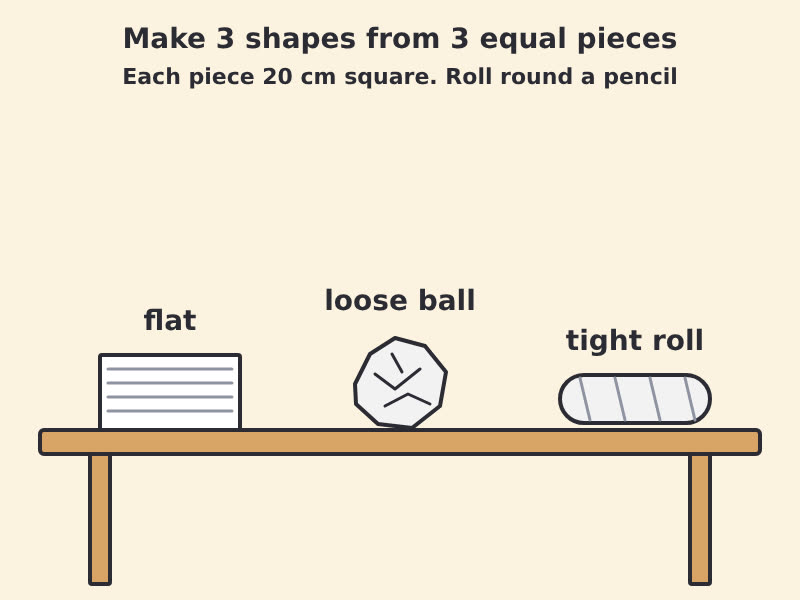 Make 3 shapes from 3 equal pieces
Each piece 20 cm square. Roll round a pencil
flat
loose ball
tight roll